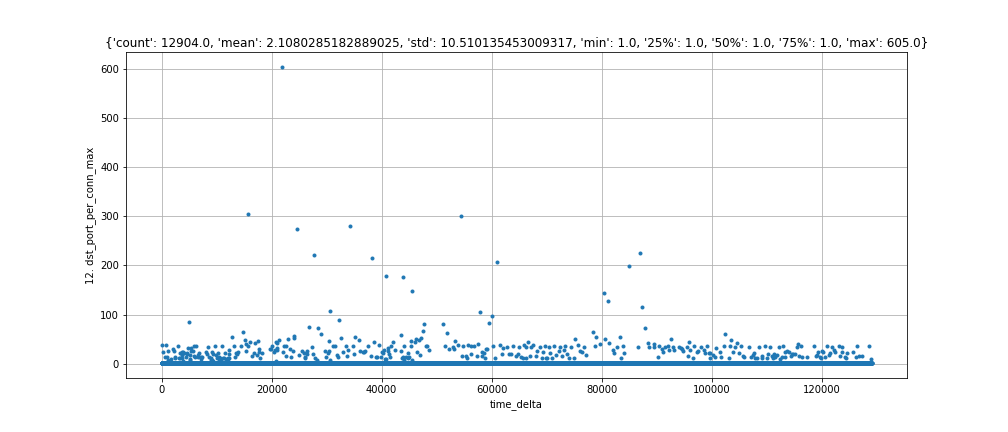 {'count': 12904.0, 'mean': 2.1080285182889025, 'std': 10.510135453009317, 'min': 1.0, '25%': 1.0, '50%': 1.0, '75%': 1.0, 'max': 605.0}
12. dst_port_per_conn_max
600
500
400
300
200
100
0
0 20000 40000 60000 80000 100000 120000
time_delta